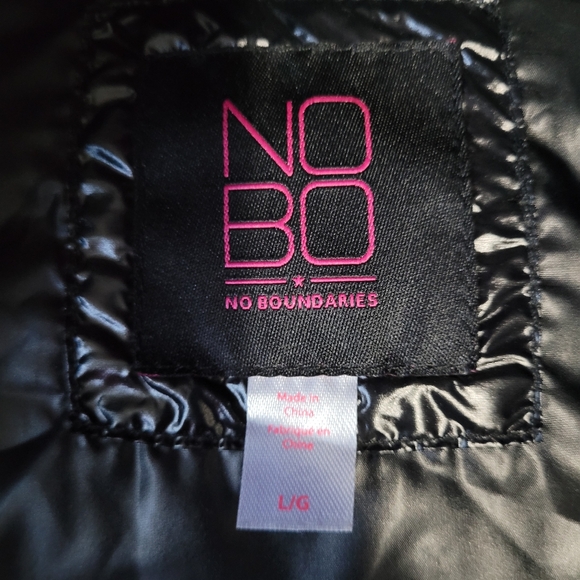 NO
BO
NO BOUNDARIES
Made in
China
Fabriqué en
Chine
L/G